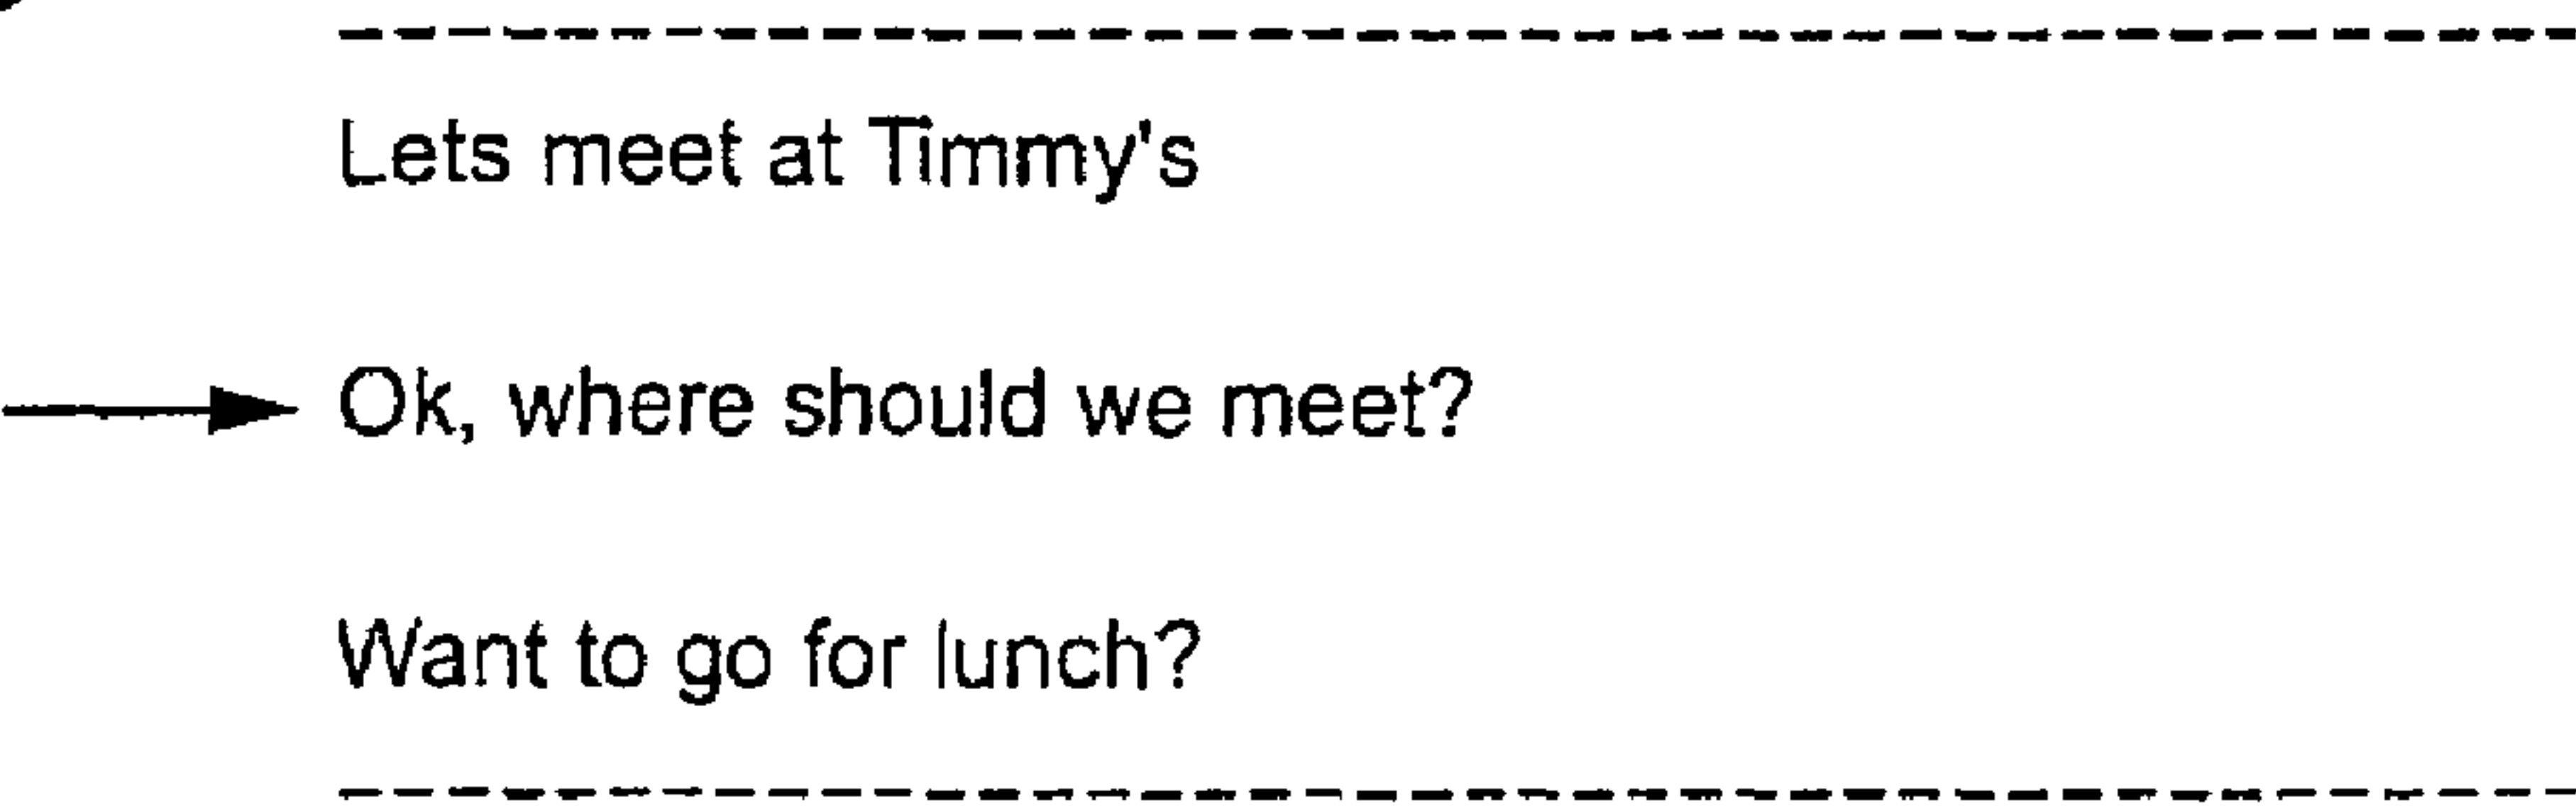 Lets meet at Timmy's
Ok, where should we meet?
Want to go for lunch?